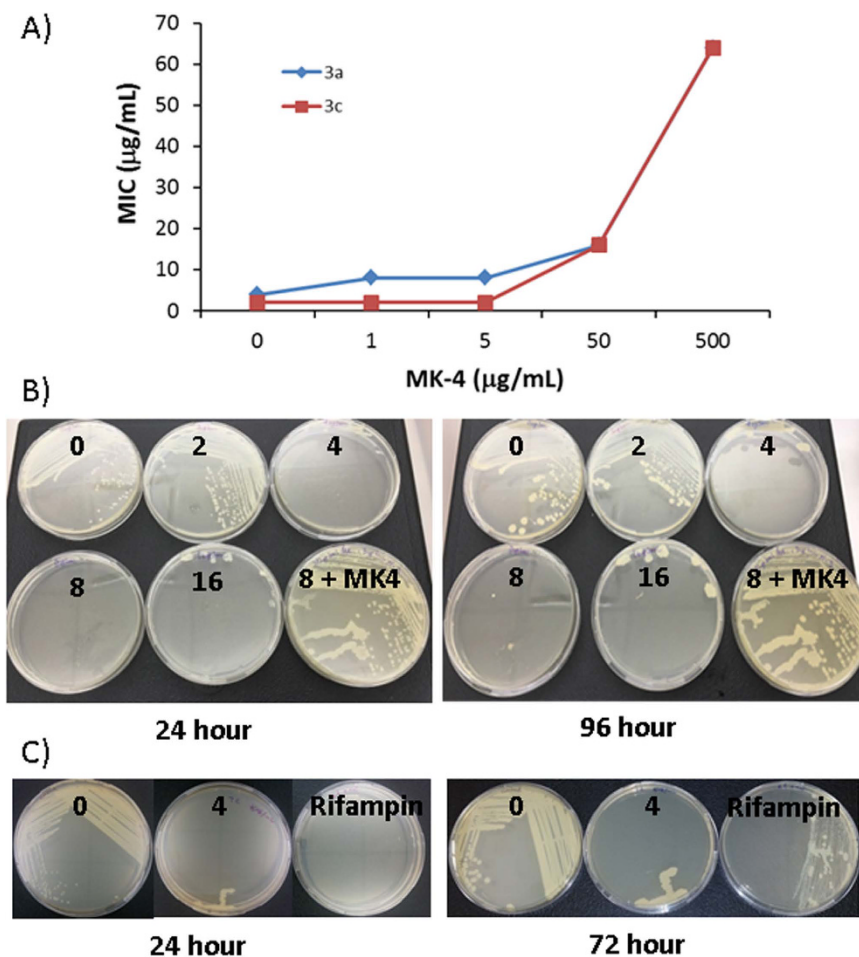 A)
70
60
50
40
30
20
10
0
MIC (μg/mL)
3a
3c
0 1 5 50 500
MK-4 (μg/mL)
B)
0 2 4
8 16 8 + MK4
24 hour
0 2 4
8 16 8 + MK4
96 hour
C)
0 4 Rifampin
24 hour
0 4 Rifampin
72 hour